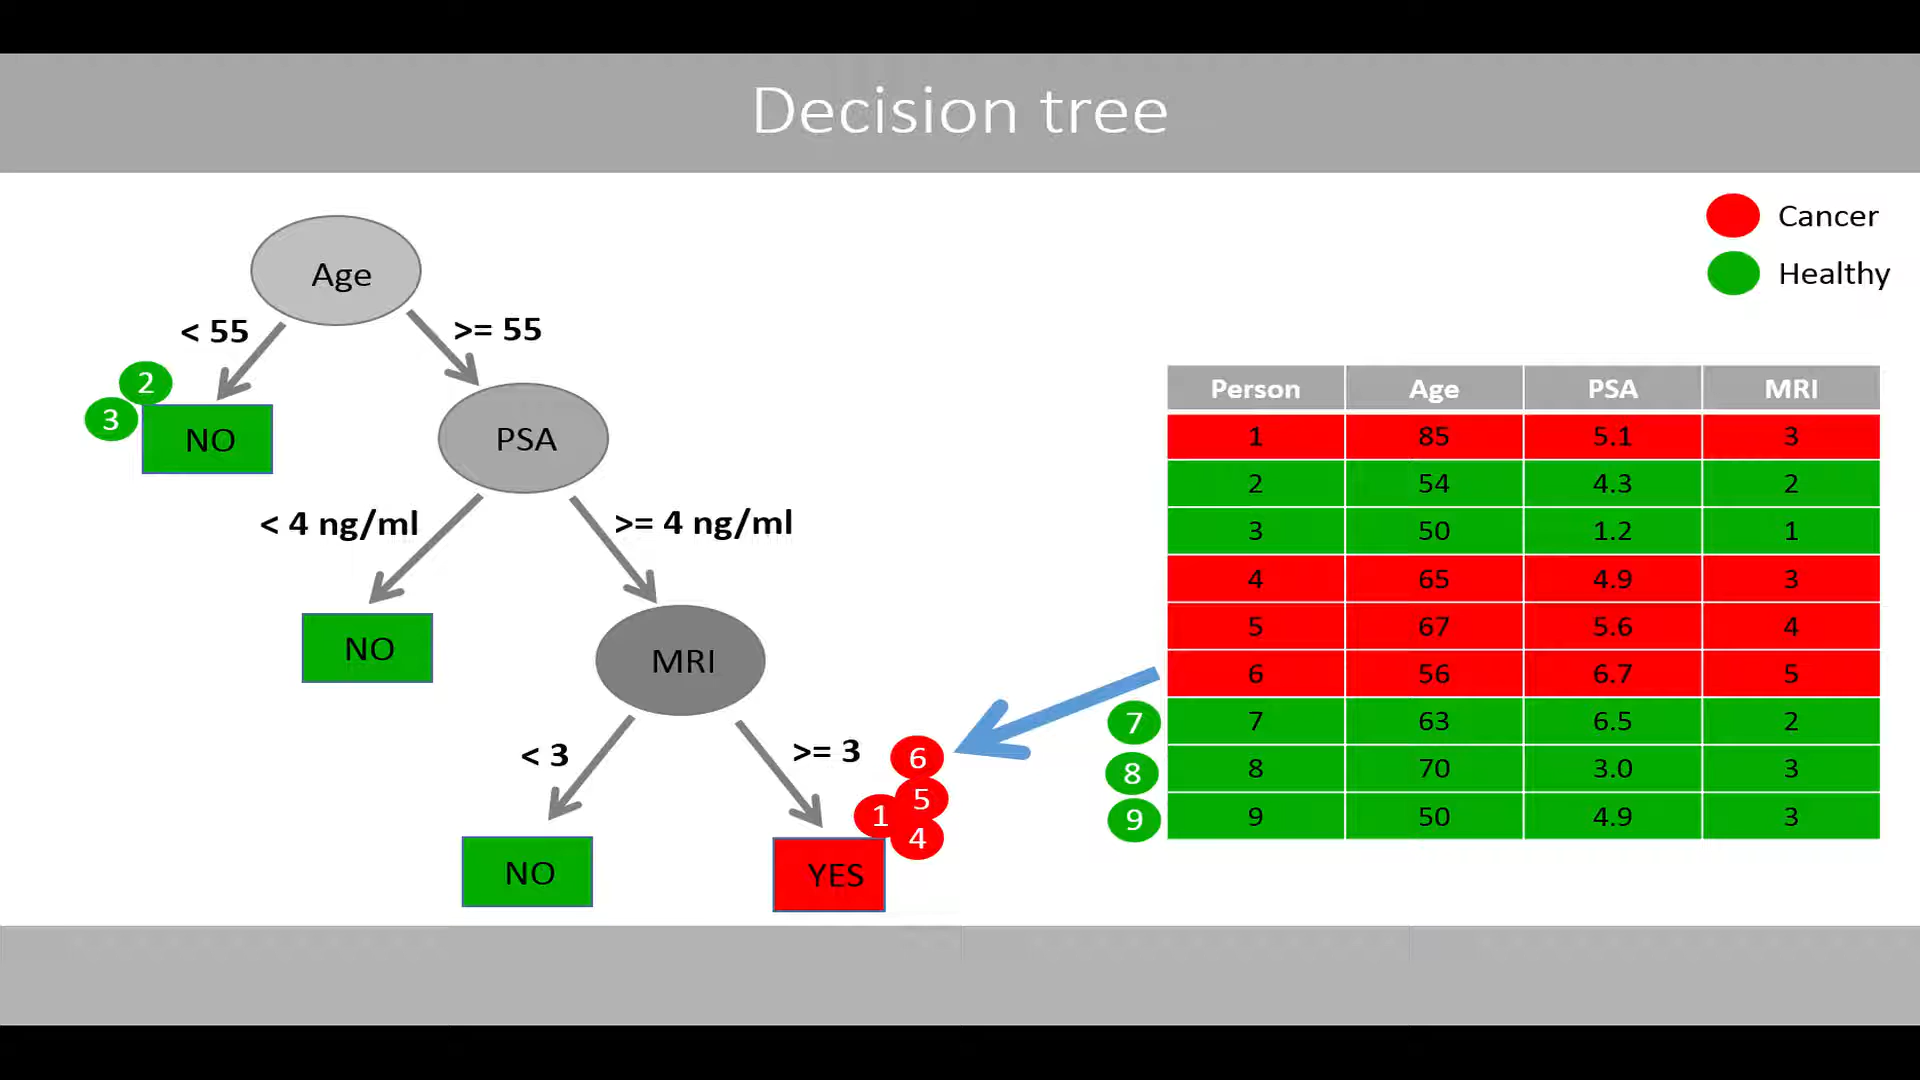 Decision tree
Cancer
Healthy
Age
< 55
>= 55
2
3
NO
PSA
< 4 ng/ml
>= 4 ng/ml
NO
MRI
< 3
>= 3
6
5
1
4
NO
YES
Person Age PSA MRI
1 85 5.1 3
2 54 4.3 2
3 50 1.2 1
4 65 4.9 3
5 67 5.6 4
6 56 6.7 5
7 7 63 6.5 2
8 8 70 3.0 3
9 9 50 4.9 3